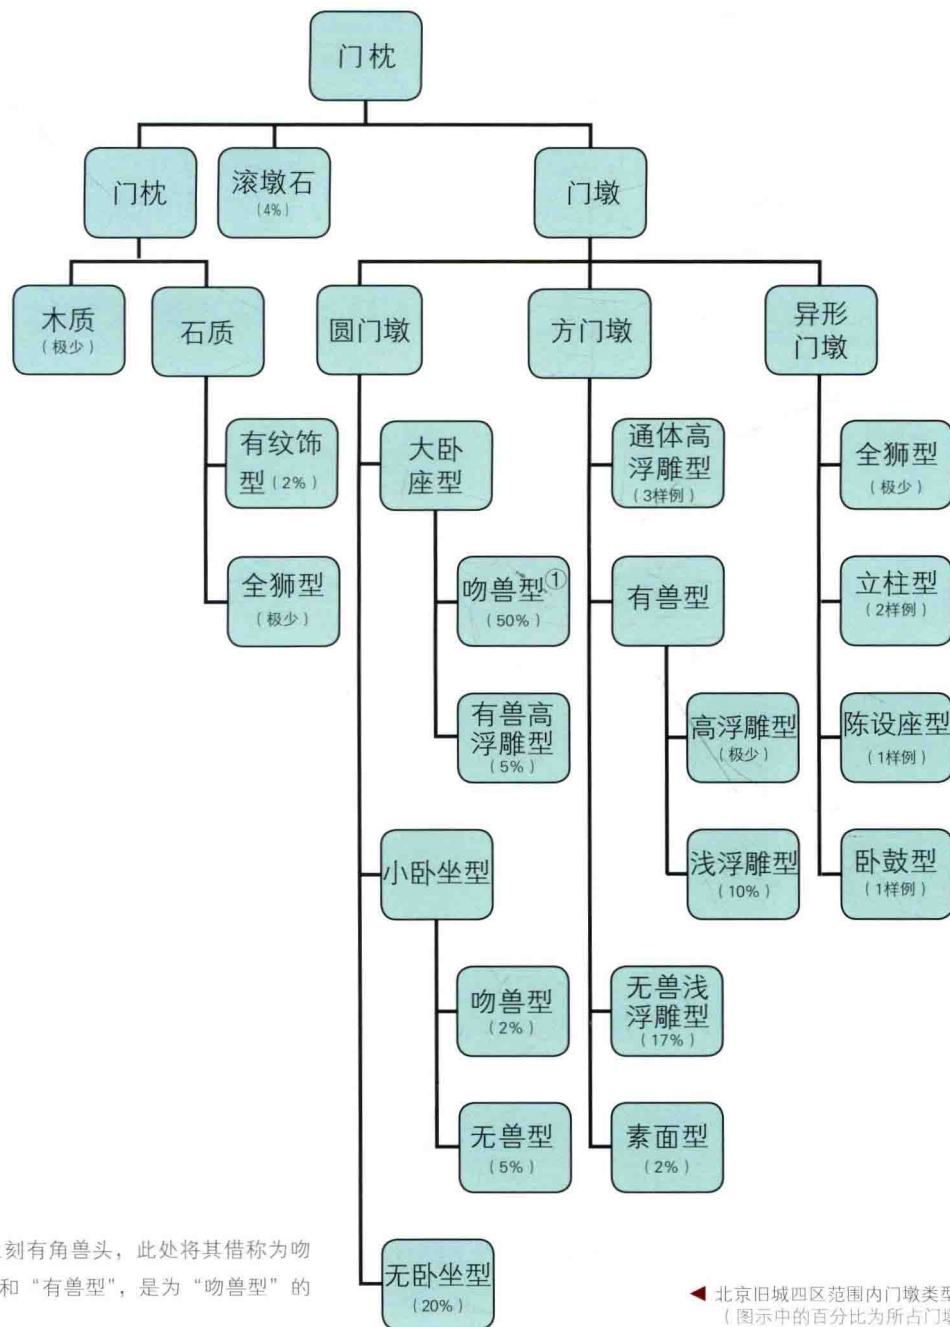 门枕
门枕
滚墩石
（4%）
门墩
木质
（极少）
石质
圆门墩
方门墩
异形
门墩
有纹饰
型（2%）
全狮型
（极少）
大卧
座型
吻兽型①
（50%）
有兽高
浮雕型
（5%）
小卧坐型
吻兽型
（2%）
无兽型
（5%）
无卧坐型
（20%）
通体高
浮雕型
（3样例）
有兽型
高浮雕型
（极少）
浅浮雕型
（10%）
无兽浅
浮雕型
（17%）
素面型
（2%）
全狮型
（极少）
立柱型
（2样例）
陈设座型
（1样例）
卧鼓型
（1样例）
刻有角兽头，此处将其借称为吻
和“有兽型”，是为“吻兽型”的
◀ 北京旧城四区范围内门墩类型
（图示中的百分比为所占门墩